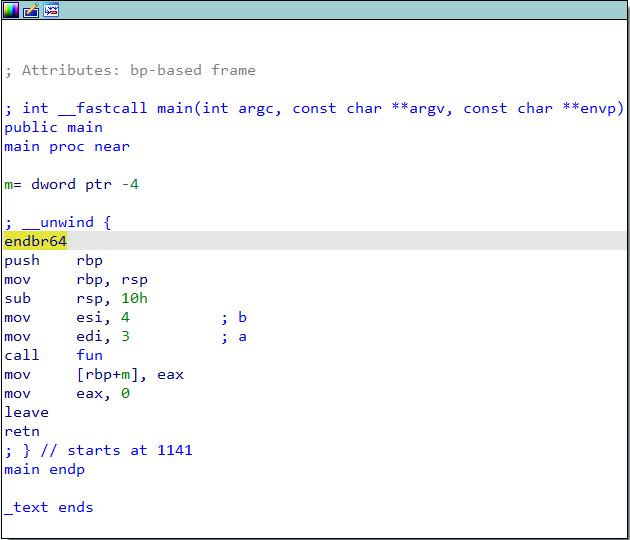 ; Attributes: bp-based frame
; int __fastcall main(int argc, const char **argv, const char **envp)
public main
main proc near
m= dword ptr -4
; __unwind {
endbr64
push    rbp
mov     rbp, rsp
sub     rsp, 10h
mov     esi, 4          ; b
mov     edi, 3          ; a
call    fun
mov     [rbp+m], eax
mov     eax, 0
leave
retn
; } // starts at 1141
main endp
_text ends